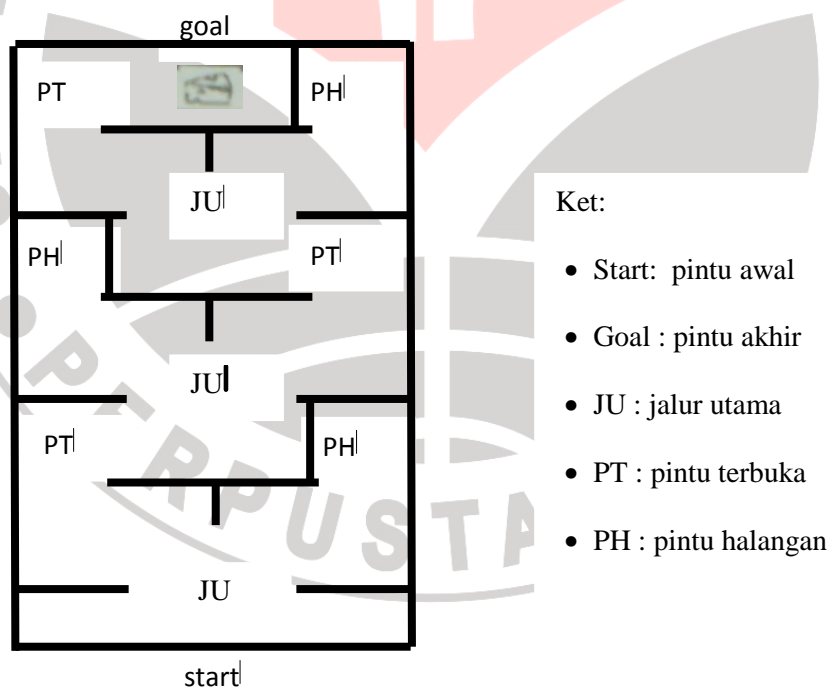 goal
PT
PH
JU
PH
PT
JU
PT
PH
JU
start
Ket:
• Start: pintu awal
• Goal : pintu akhir
• JU : jalur utama
• PT : pintu terbuka
• PH : pintu halangan